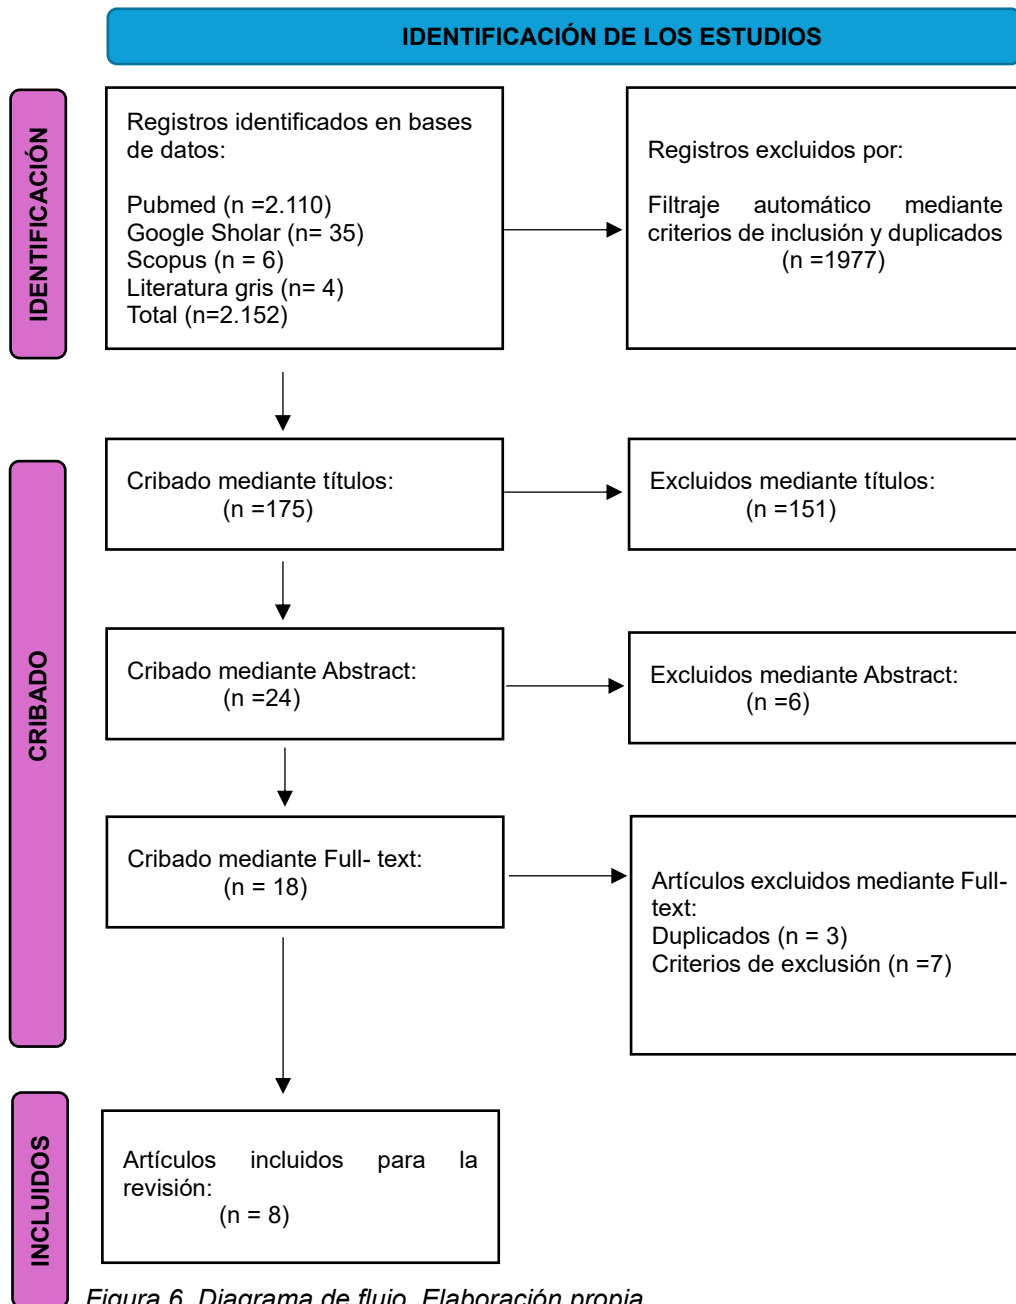 IDENTIFICACIÓN DE LOS ESTUDIOS
IDENTIFICACIÓN
Registros identificados en bases
de datos:
Pubmed (n =2.110)
Google Sholar (n= 35)
Scopus (n = 6)
Literatura gris (n= 4)
Total (n=2.152)
Registros excluidos por:
Filtraje automático mediante
criterios de inclusión y duplicados
(n =1977)
CRIBADO
Cribado mediante títulos:
(n =175)
Excluidos mediante títulos:
(n =151)
Cribado mediante Abstract:
(n =24)
Excluidos mediante Abstract:
(n =6)
Cribado mediante Full- text:
(n = 18)
Artículos excluidos mediante Full-
text:
Duplicados (n = 3)
Criterios de exclusión (n =7)
INCLUIDOS
Artículos incluidos para la
revisión:
(n = 8)
Figura 6. Diagrama de flujo. Elaboración propia